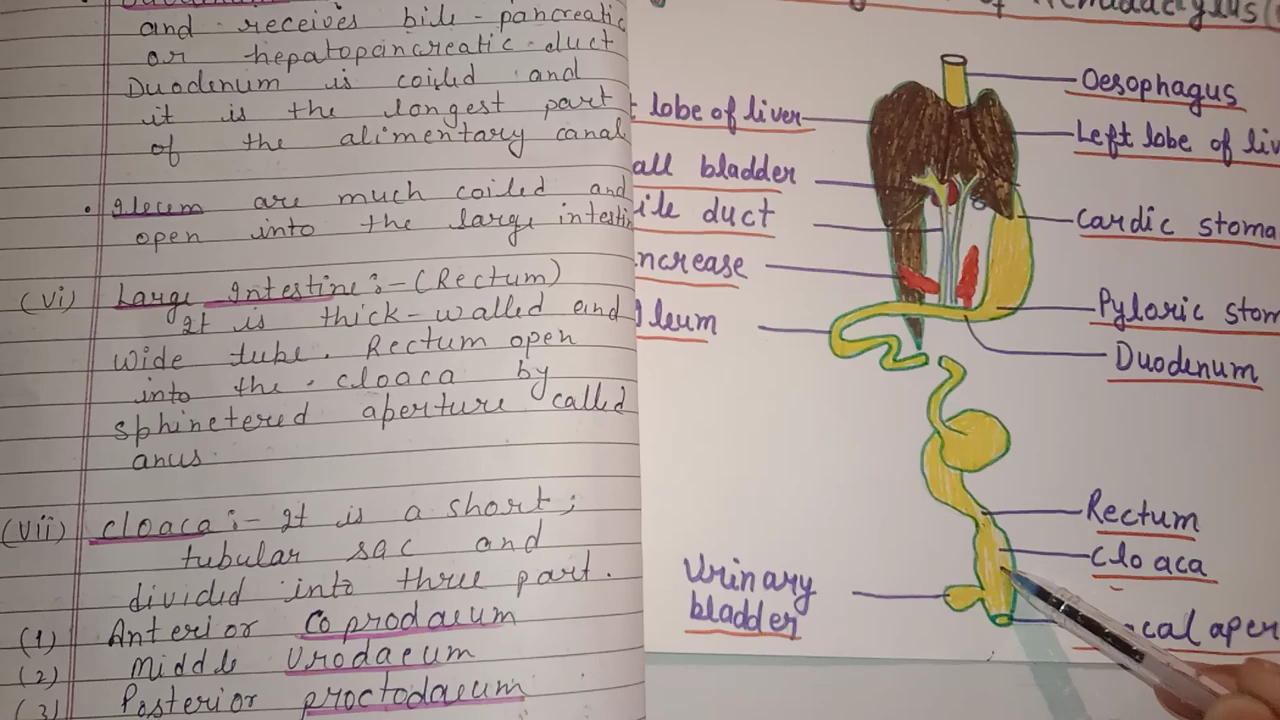 and receives bile - pancreatic
or hepatopancreatic duct
Duodenum is coiled and
it is the longest part
of the alimentary canal
• Ileum are much coiled and
open into the large intestin
(vi) Large Intestine :- (Rectum)
It is thick - walled and
wide tube. Rectum open
into the cloaca by
sphinctered aperture called
anus.
(vii) Cloaca :- It is a short ;
tubular sac and
divided into three part.
(1) Anterior Coprodaeum
(2) Middle Urodaeum
(3) Posterior proctodaeum
of Hemidactylus (
Oesophagus
t lobe of liver
Left lobe of liv
all bladder
ile duct
Cardic stoma
ncrease
Pyloric stom
Ileum
Duodenum
Rectum
Cloaca
Urinary
bladder
cal aper